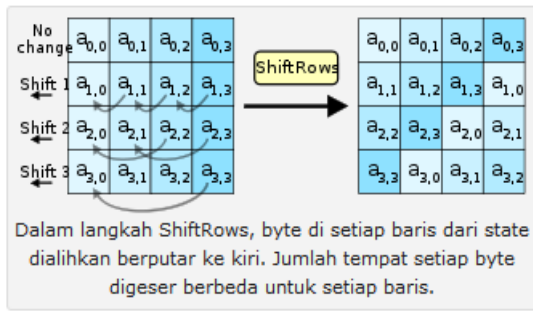 No change a0,0 a0,1 a0,2 a0,3
Shift 1 a1,0 a1,1 a1,2 a1,3
Shift 2 a2,0 a2,1 a2,2 a2,3
Shift 3 a3,0 a3,1 a3,2 a3,3
ShiftRows
a0,0 a0,1 a0,2 a0,3
a1,1 a1,2 a1,3 a1,0
a2,2 a2,3 a2,0 a2,1
a3,3 a3,0 a3,1 a3,2
Dalam langkah ShiftRows, byte di setiap baris dari state
dialihkan berputar ke kiri. Jumlah tempat setiap byte
digeser berbeda untuk setiap baris.